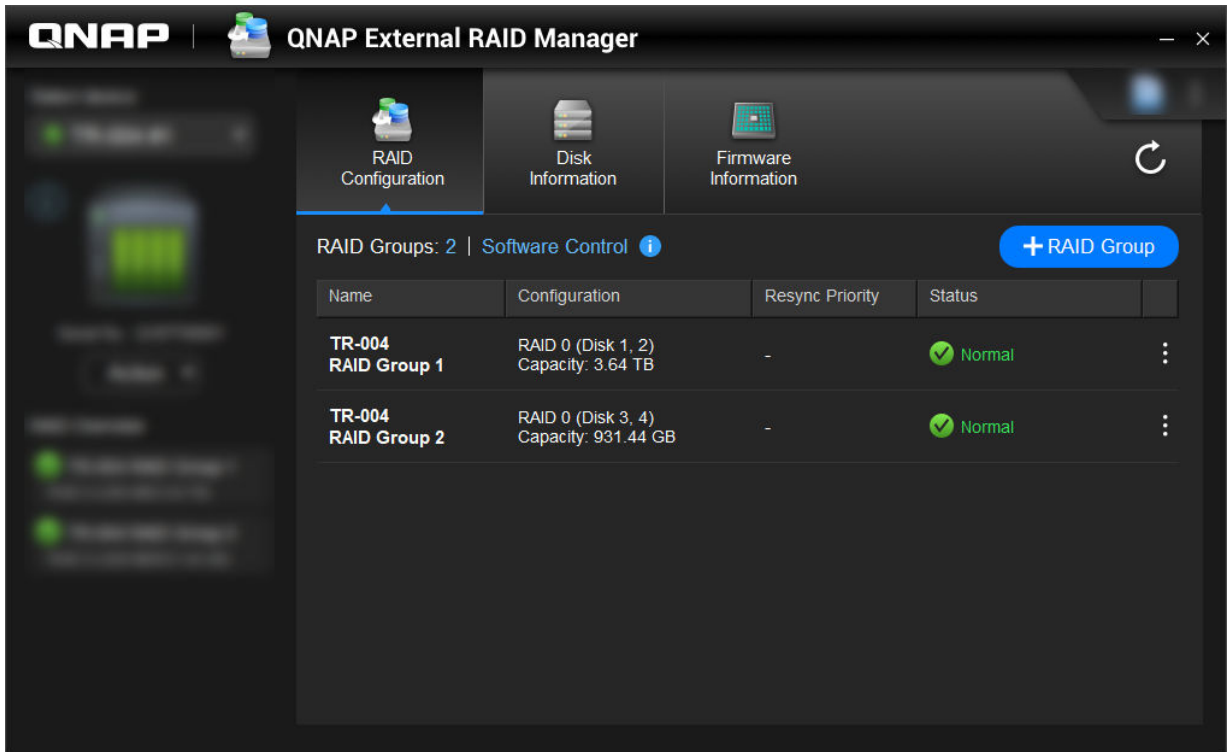 QNAP
QNAP External RAID Manager
RAID
Configuration
Disk
Information
Firmware
Information
RAID Groups: 2 | Software Control
+ RAID Group
Name Configuration Resync Priority Status
TR-004
RAID Group 1
RAID 0 (Disk 1, 2)
Capacity: 3.64 TB
-
Normal
TR-004
RAID Group 2
RAID 0 (Disk 3, 4)
Capacity: 931.44 GB
-
Normal